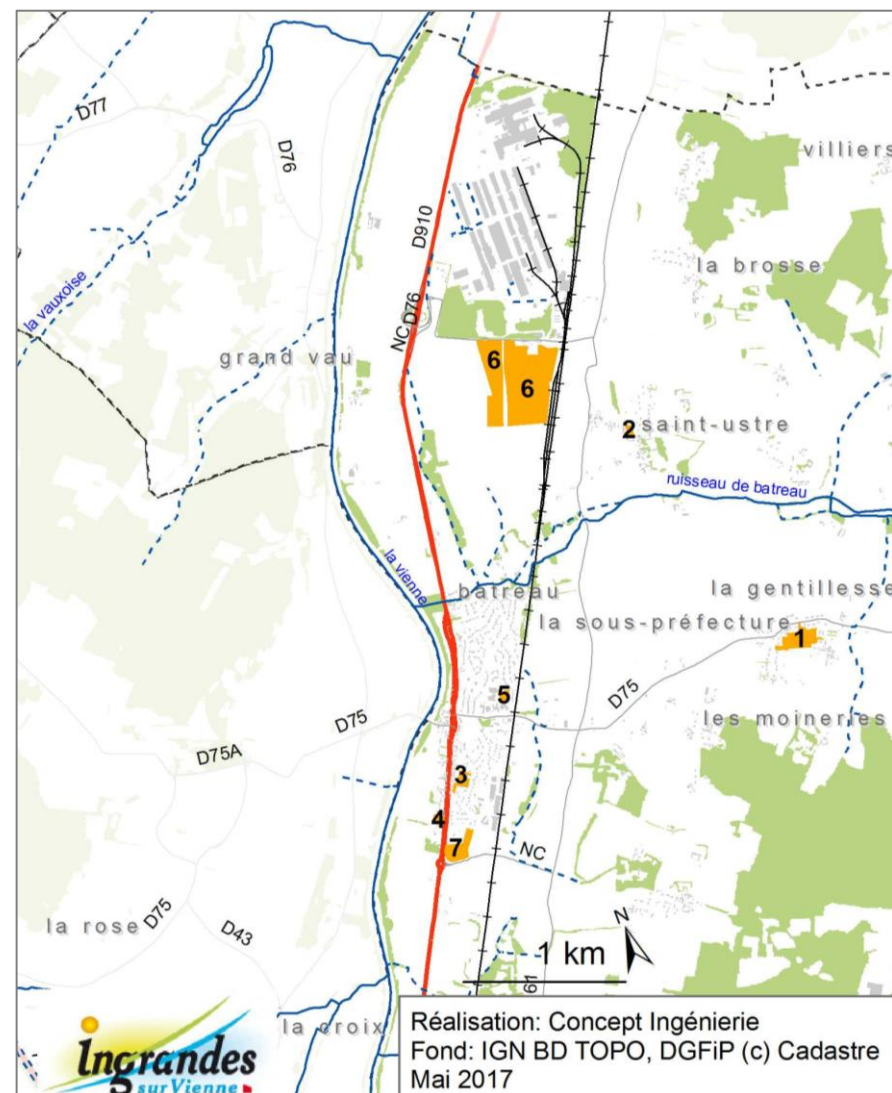 D77
D76
villiers
D910
la brosse
la vauxoise
NC
D76
grand vau
6
6
2
saint-ustre
ruisseau de batreau
la vienne
batreau
la gentillesse
la sous-préfecture
1
5
D75
D75
les moineries
D75A
3
4
7
NC
la rose
D75
D43
N
1 km
61
la croix
Ingrandes
sur Vienne
Réalisation: Concept Ingénierie
Fond: IGN BD TOPO, DGFiP (c) Cadastre
Mai 2017